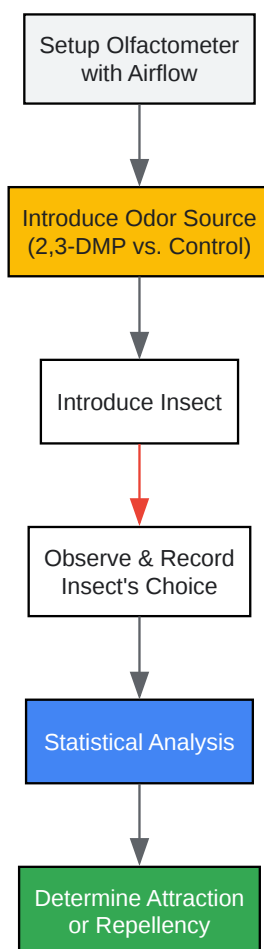 Setup Olfactometer
with Airflow
Introduce Odor Source
(2,3-DMP vs. Control)
Introduce Insect
Observe & Record
Insect's Choice
Statistical Analysis
Determine Attraction
or Repellency